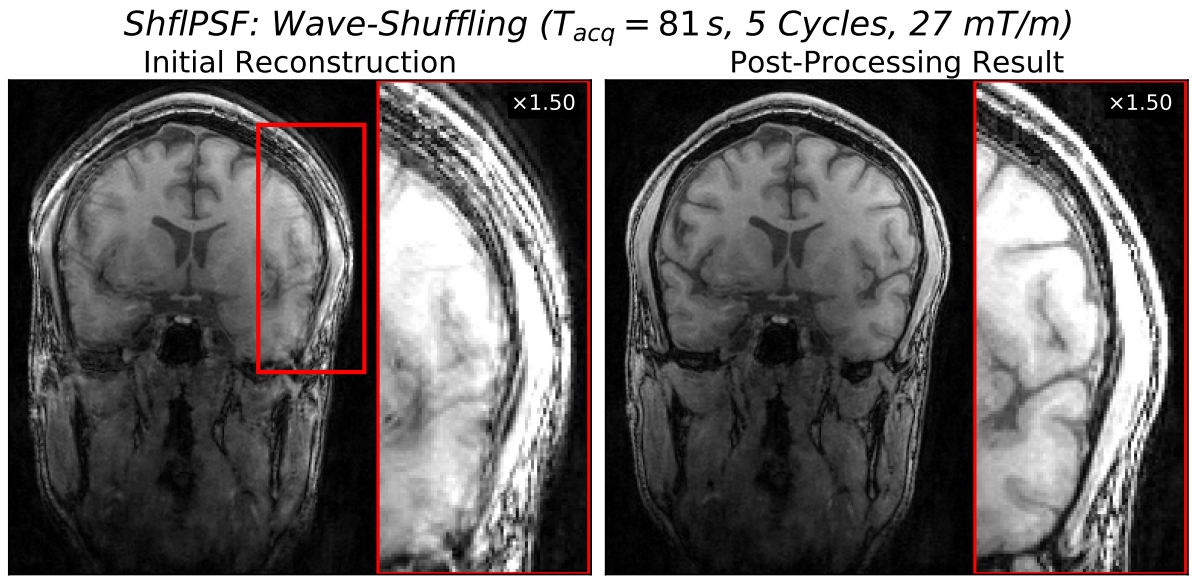 ShflPSF: Wave-Shuffling (T_acq = 81 s, 5 Cycles, 27 mT/m)
Initial Reconstruction
Post-Processing Result
×1.50
×1.50